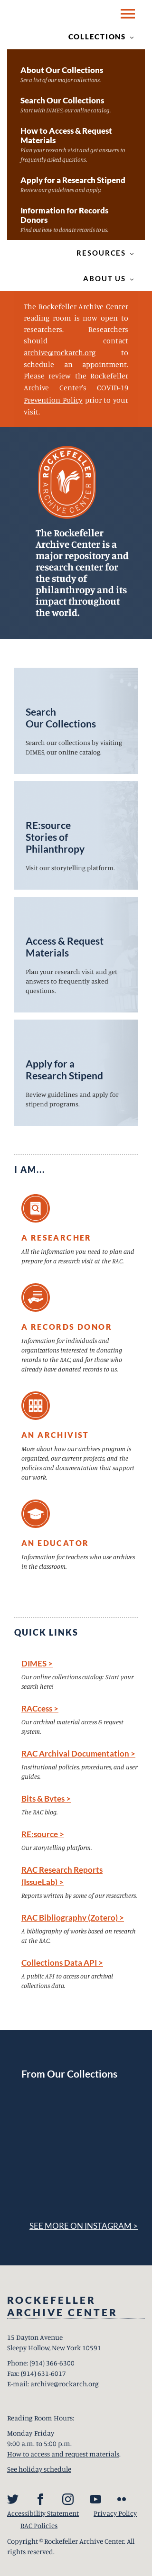 COLLECTIONS
About Our Collections
See a list of our major collections.
Search Our Collections
Start with DIMES, our online catalog.
How to Access & Request
Materials
Plan your research visit and get answers to
frequently asked questions.
Apply for a Research Stipend
Review our guidelines and apply.
Information for Records
Donors
Find out how to donate records to us.
RESOURCES
ABOUT US
The Rockefeller Archive Center
reading room is now open to
researchers. Researchers
should contact
archive@rockarch.org to
schedule an appointment.
Please review the Rockefeller
Archive Center's COVID-19
Prevention Policy prior to your
visit.
ROCKEFELLER
ARCHIVE CENTER
The Rockefeller
Archive Center is a
major repository and
research center for
the study of
philanthropy and its
impact throughout
the world.
Search
Our Collections
Search our collections by visiting
DIMES, our online catalog.
RE:source
Stories of
Philanthropy
Visit our storytelling platform.
Access & Request
Materials
Plan your research visit and get
answers to frequently asked
questions.
Apply for a
Research Stipend
Review guidelines and apply for
stipend programs.
I AM...
A RESEARCHER
All the information you need to plan and
prepare for a research visit at the RAC.
A RECORDS DONOR
Information for individuals and
organizations interested in donating
records to the RAC, and for those who
already have donated records to us.
AN ARCHIVIST
More about how our archives program is
organized, our current projects, and the
policies and documentation that support
our work.
AN EDUCATOR
Information for teachers who use archives
in the classroom.
QUICK LINKS
DIMES >
Our online collections catalog: Start your
search here!
RACcess >
Our archival material access & request
system.
RAC Archival Documentation >
Institutional policies, procedures, and user
guides.
Bits & Bytes >
The RAC blog.
RE:source >
Our storytelling platform.
RAC Research Reports
(IssueLab) >
Reports written by some of our researchers.
RAC Bibliography (Zotero) >
A bibliography of works based on research
at the RAC.
Collections Data API >
A public API to access our archival
collections data.
From Our Collections
SEE MORE ON INSTAGRAM >
ROCKEFELLER
ARCHIVE CENTER
15 Dayton Avenue
Sleepy Hollow, New York 10591
Phone: (914) 366-6300
Fax: (914) 631-6017
E-mail: archive@rockarch.org
Reading Room Hours:
Monday-Friday
9:00 a.m. to 5:00 p.m.
How to access and request materials.
See holiday schedule
Accessibility Statement Privacy Policy
RAC Policies
Copyright © Rockefeller Archive Center. All
rights reserved.